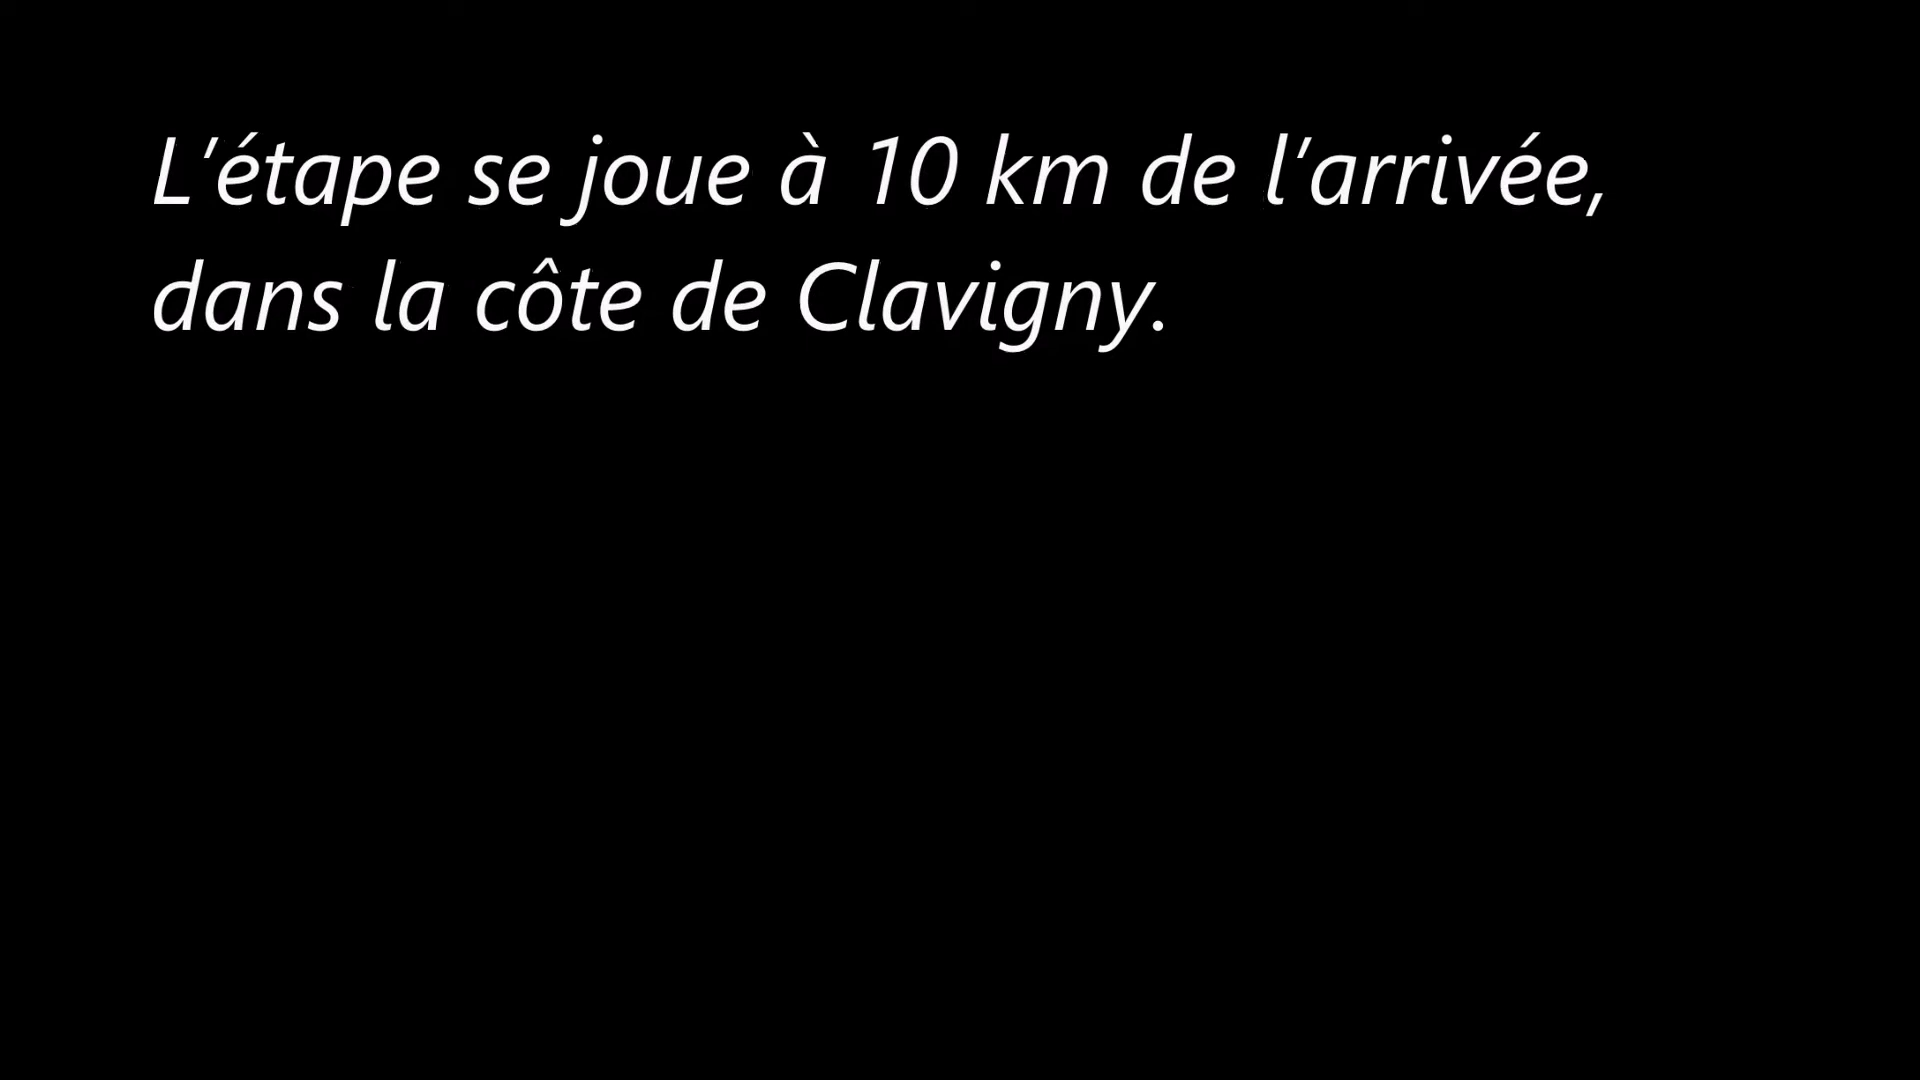 L’étape se joue à 10 km de l’arrivée,
dans la côte de Clavigny.